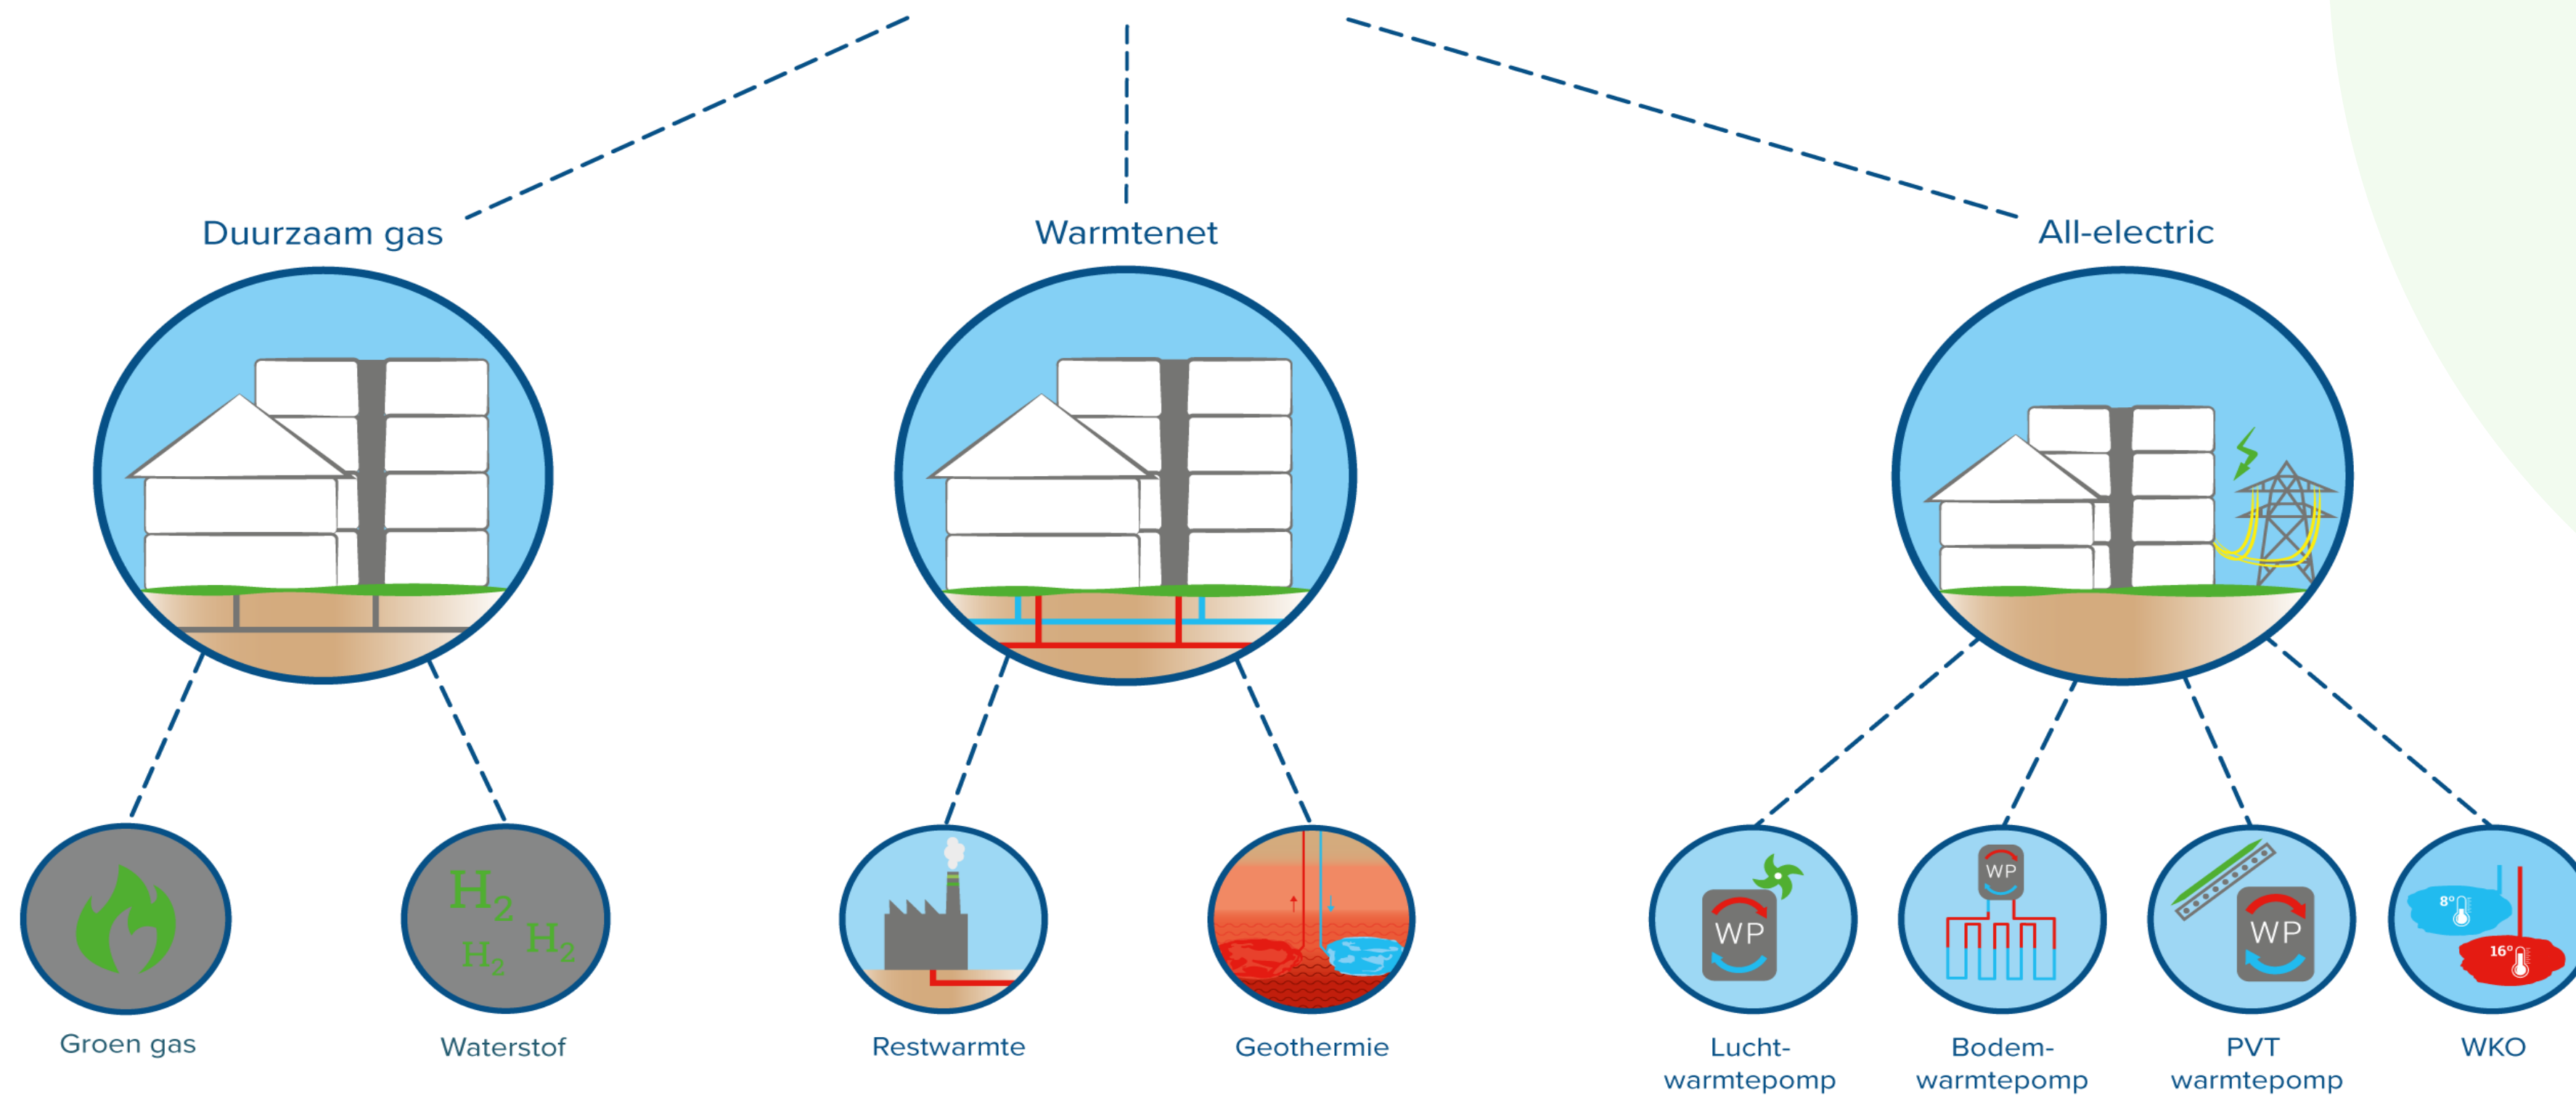 Duurzaam gas
Warmtenet
All-electric
H2
H2
H2
WP
WP
WP
8°
16°
Groen gas
Waterstof
Restwarmte
Geothermie
Lucht-
warmtepomp
Bodem-
warmtepomp
PVT
warmtepomp
WKO